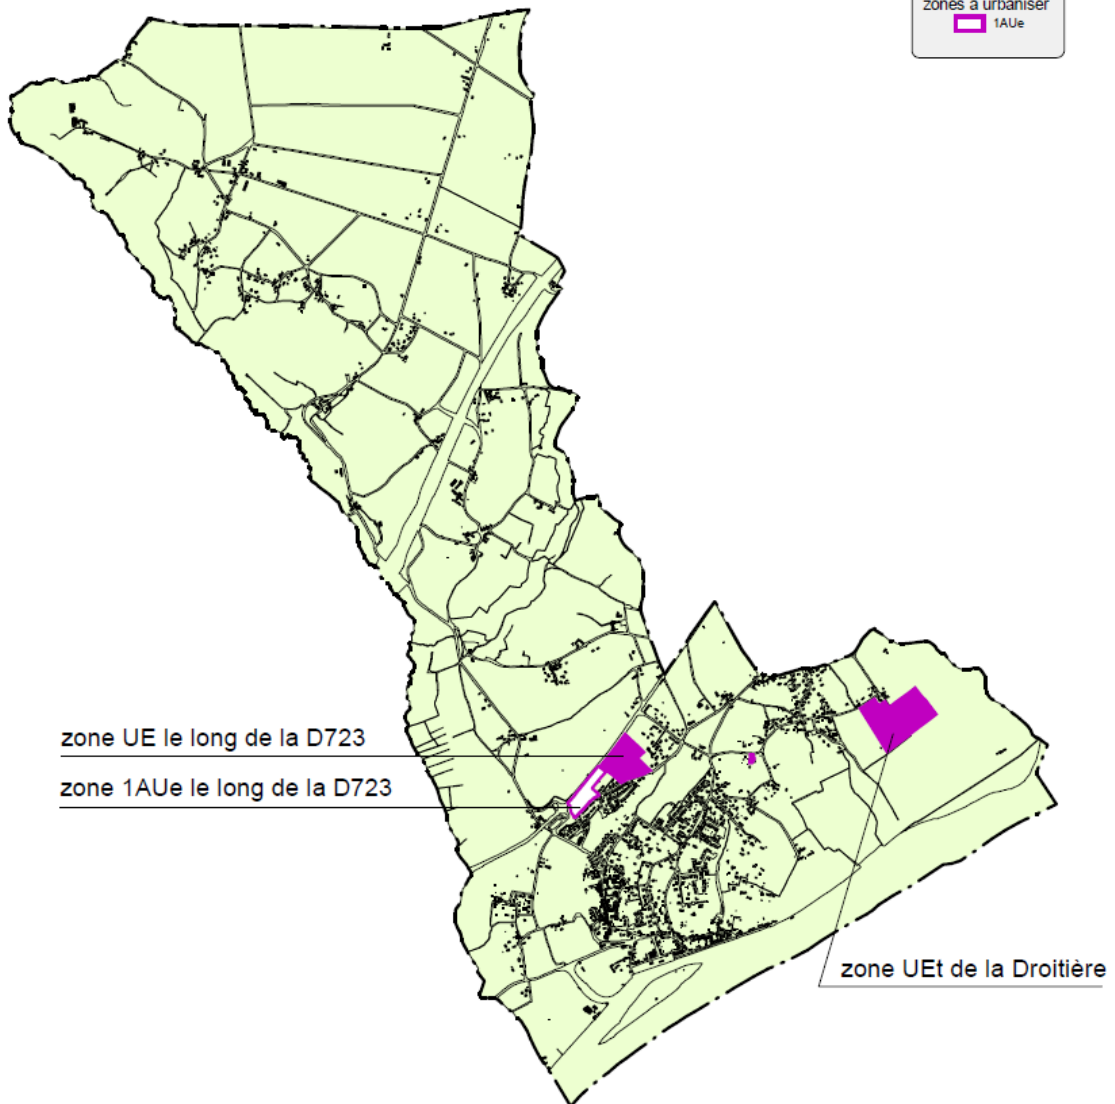 zones à urbaniser
1AUe
zone UE le long de la D723
zone 1AUe le long de la D723
zone UEt de la Droitière